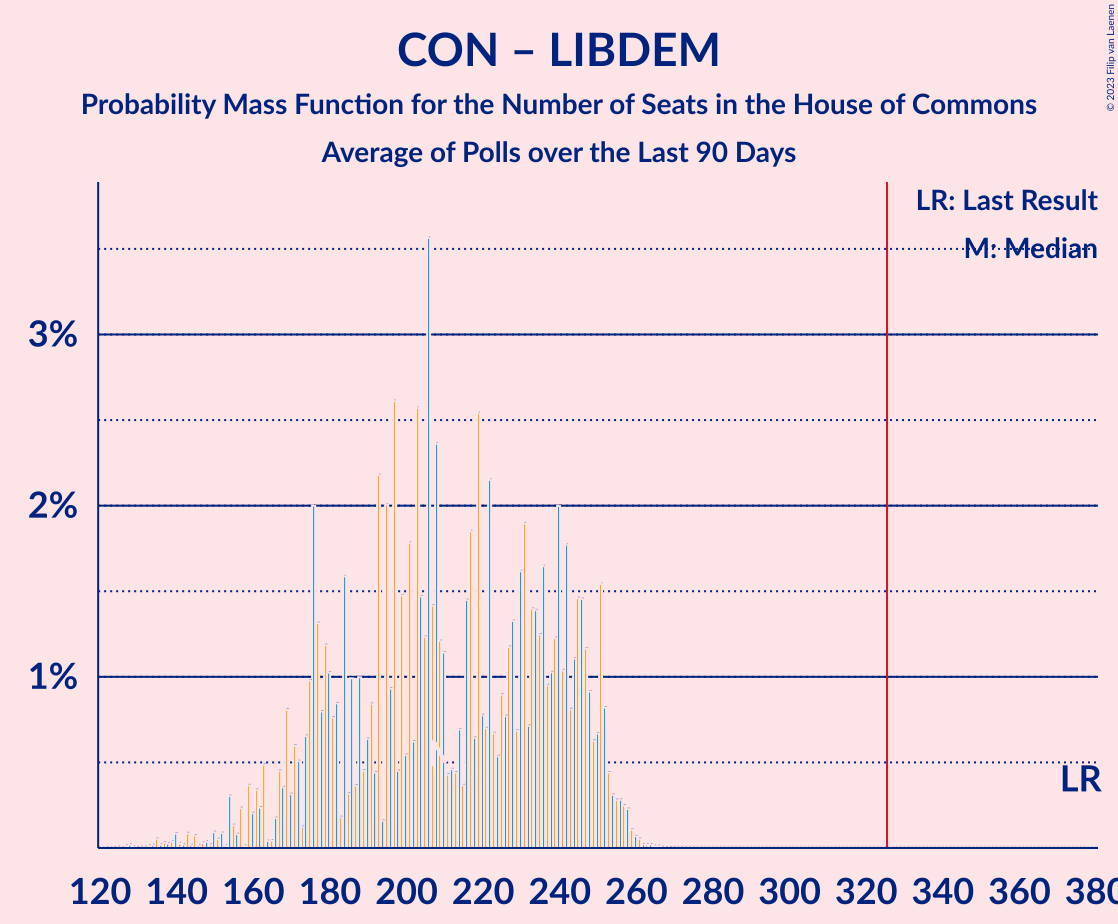 CON – LIBDEM
Probability Mass Function for the Number of Seats in the House of Commons
Average of Polls over the Last 90 Days
© 2023 Filip van Laenen
LR: Last Result
M: Median
3%
2%
1%
LR
120 140 160 180 200 220 240 260 280 300 320 340 360 380